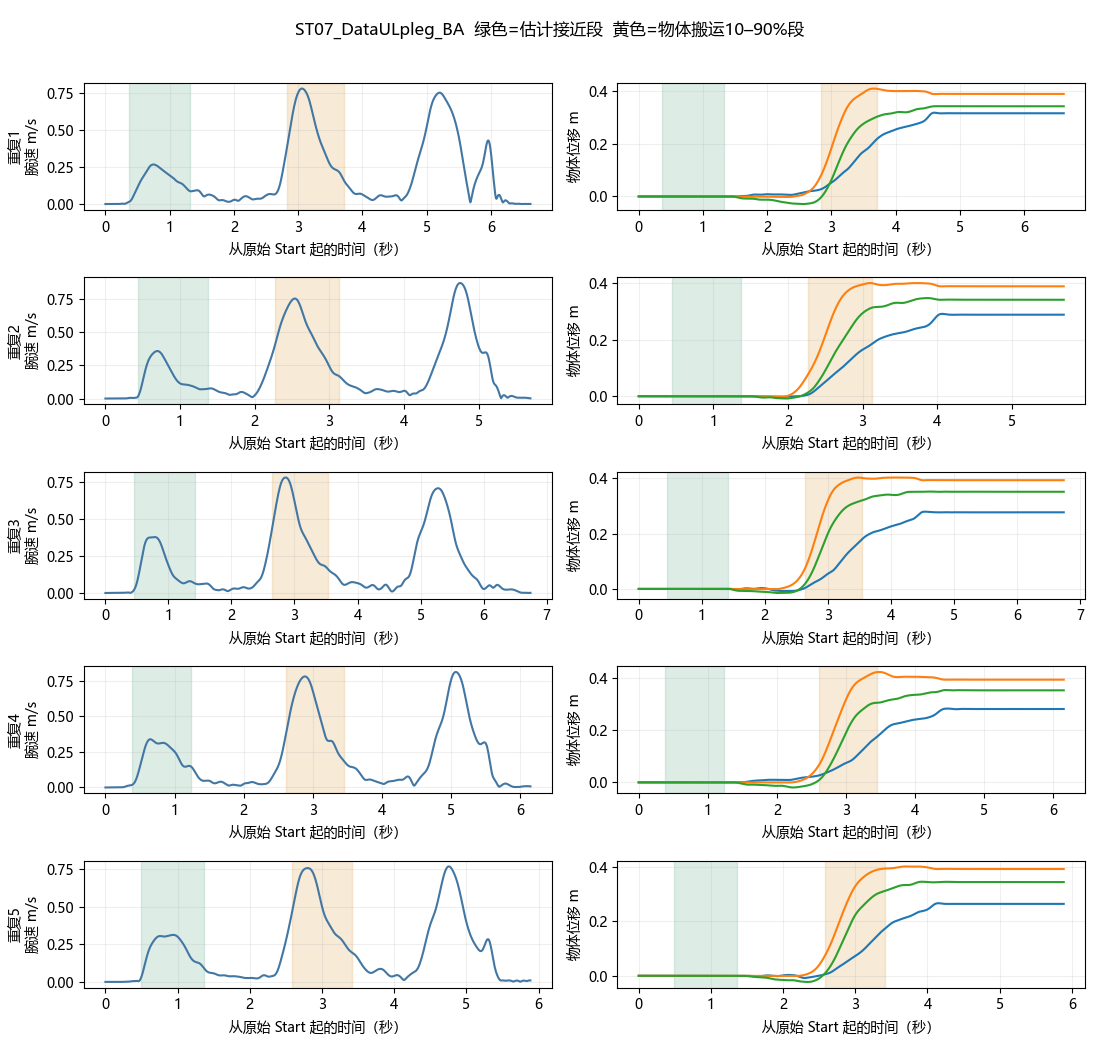 ST07_DataULpleg_BA 绿色=估计接近段 黄色=物体搬运10–90%段
重复1
腕速 m/s
0.75
0.50
0.25
0.00
0 1 2 3 4 5 6
从原始 Start 起的时间（秒）
物体位移 m
0.4
0.2
0.0
0 1 2 3 4 5 6
从原始 Start 起的时间（秒）
重复2
腕速 m/s
0.75
0.50
0.25
0.00
0 1 2 3 4 5
从原始 Start 起的时间（秒）
物体位移 m
0.4
0.2
0.0
0 1 2 3 4 5
从原始 Start 起的时间（秒）
重复3
腕速 m/s
0.75
0.50
0.25
0.00
0 1 2 3 4 5 6 7
从原始 Start 起的时间（秒）
物体位移 m
0.4
0.2
0.0
0 1 2 3 4 5 6 7
从原始 Start 起的时间（秒）
重复4
腕速 m/s
0.75
0.50
0.25
0.00
0 1 2 3 4 5 6
从原始 Start 起的时间（秒）
物体位移 m
0.4
0.2
0.0
0 1 2 3 4 5 6
从原始 Start 起的时间（秒）
重复5
腕速 m/s
0.75
0.50
0.25
0.00
0 1 2 3 4 5 6
从原始 Start 起的时间（秒）
物体位移 m
0.4
0.2
0.0
0 1 2 3 4 5 6
从原始 Start 起的时间（秒）